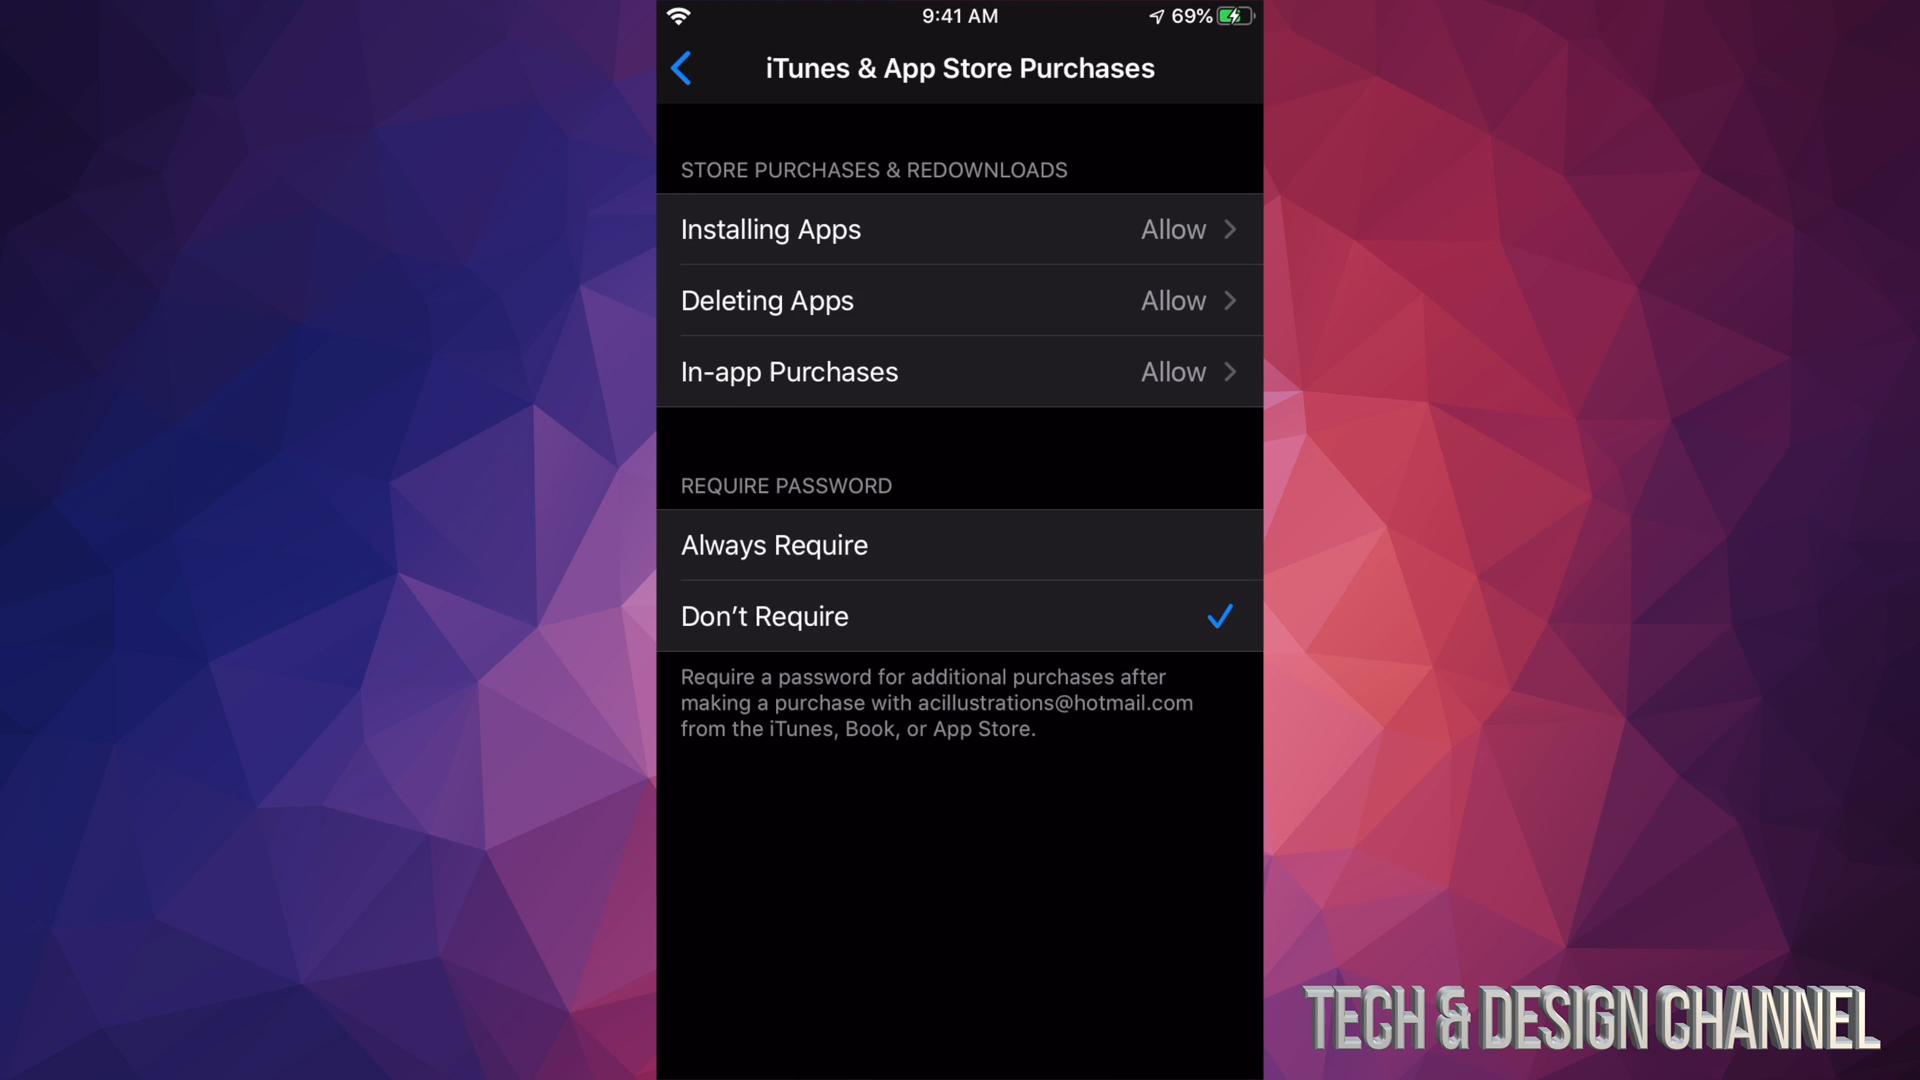 9:41 AM
69%
iTunes & App Store Purchases
STORE PURCHASES & REDOWNLOADS
Installing Apps Allow
Deleting Apps Allow
In-app Purchases Allow
REQUIRE PASSWORD
Always Require
Don’t Require
Require a password for additional purchases after
making a purchase with acillustrations@hotmail.com
from the iTunes, Book, or App Store.
TECH & DESIGN CHANNEL